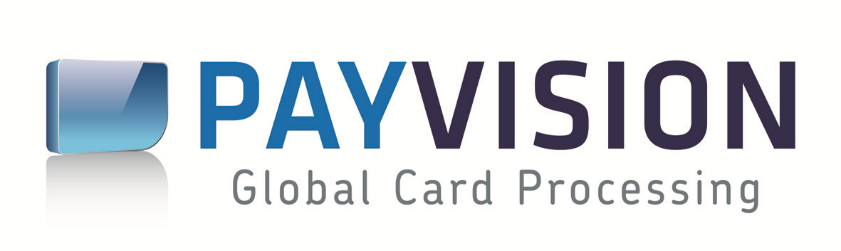 PAYVISION
Global Card Processing